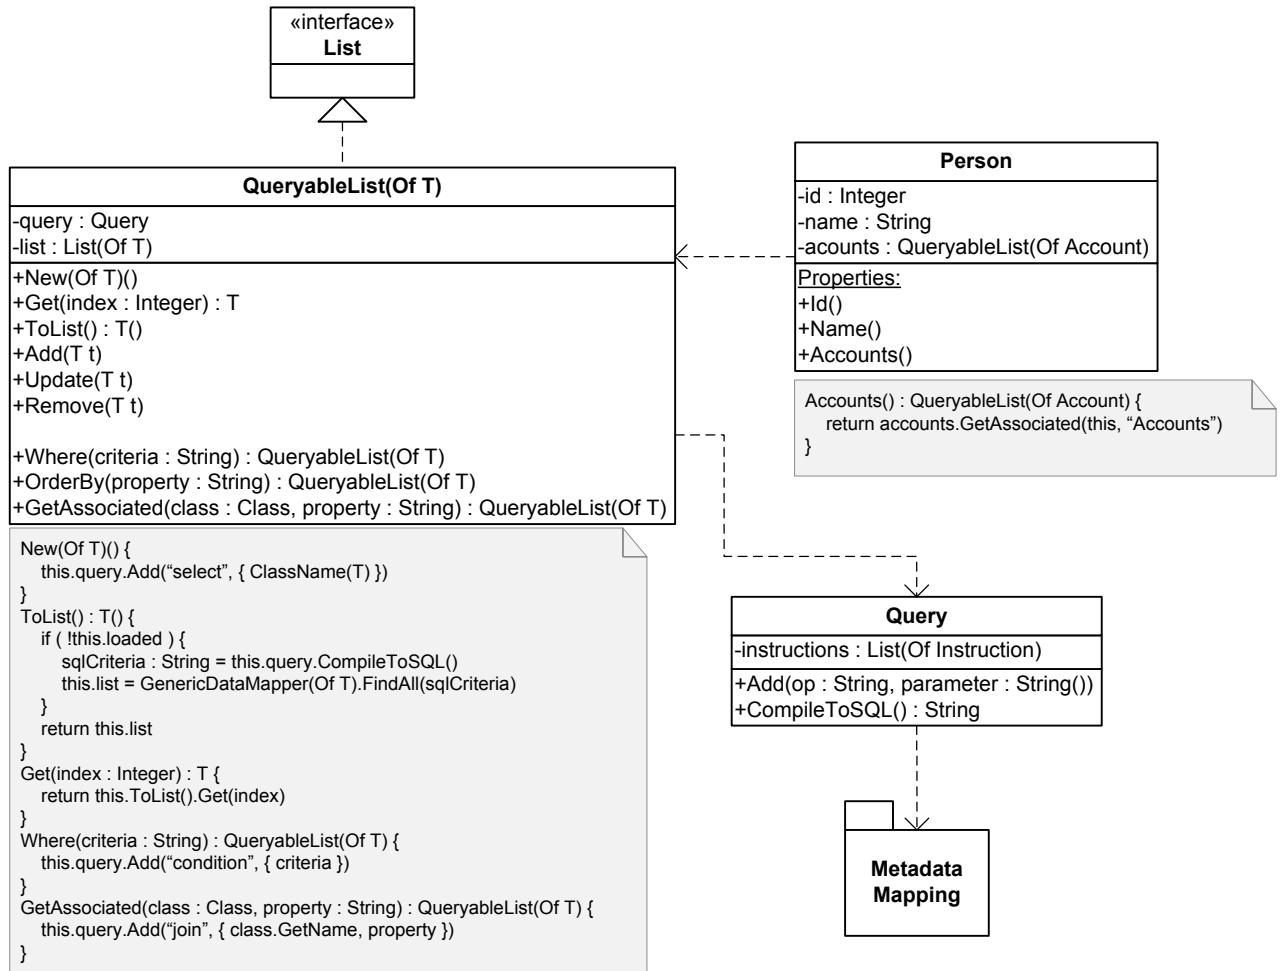 «interface»
List
QueryableList(Of T)
-query : Query
-list : List(Of T)
+New(Of T)()
+Get(index : Integer) : T
+ToList() : T()
+Add(T t)
+Update(T t)
+Remove(T t)
+Where(criteria : String) : QueryableList(Of T)
+OrderBy(property : String) : QueryableList(Of T)
+GetAssociated(class : Class, property : String) : QueryableList(Of T)
New(Of T)() {
this.query.Add(“select”, { ClassName(T) })
}
ToList() : T() {
if ( !this.loaded ) {
sqlCriteria : String = this.query.CompileToSQL()
this.list = GenericDataMapper(Of T).FindAll(sqlCriteria)
}
return this.list
}
Get(index : Integer) : T {
return this.ToList().Get(index)
}
Where(criteria : String) : QueryableList(Of T) {
this.query.Add(“condition”, { criteria })
}
GetAssociated(class : Class, property : String) : QueryableList(Of T) {
this.query.Add(“join”, { class.GetName, property })
}
Person
-id : Integer
-name : String
-acounts : QueryableList(Of Account)
Properties:
+Id()
+Name()
+Accounts()
Accounts() : QueryableList(Of Account) {
return accounts.GetAssociated(this, “Accounts”)
}
Query
-instructions : List(Of Instruction)
+Add(op : String, parameter : String())
+CompileToSQL() : String
Metadata
Mapping